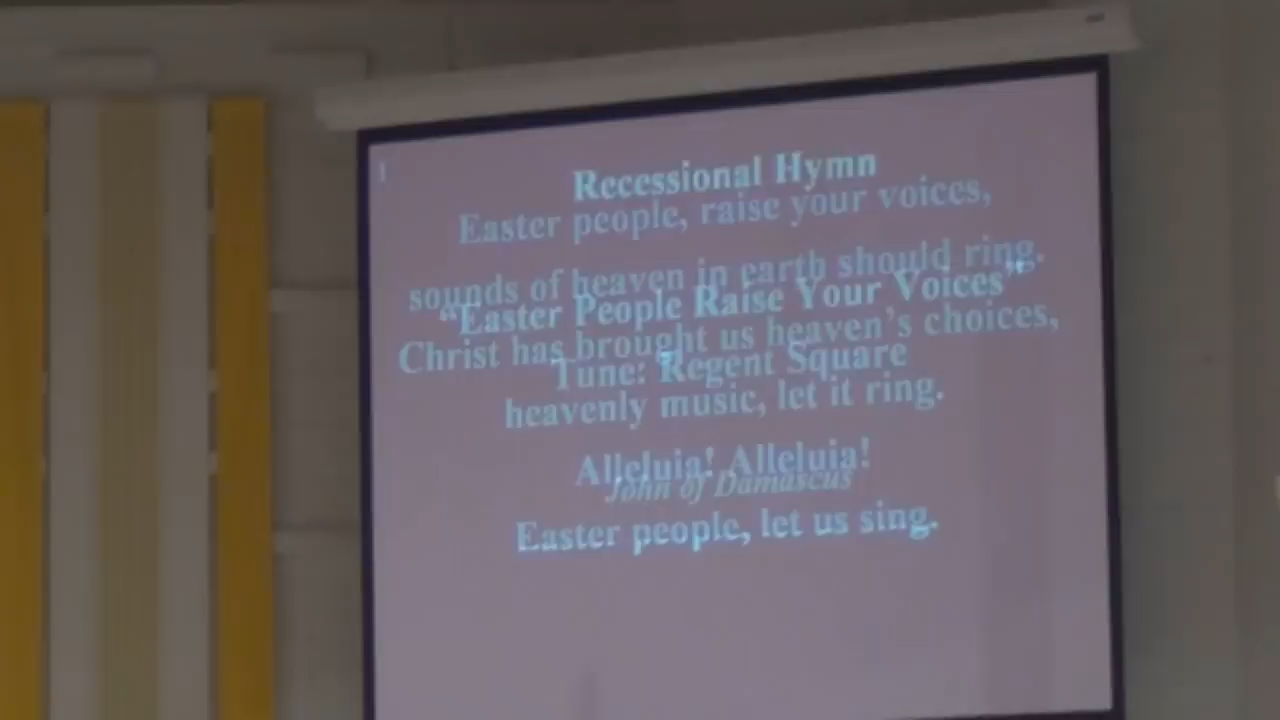 Recessional Hymn
Easter people, raise your voices,
sounds of heaven in earth should ring.
“Easter People Raise Your Voices”
Christ has brought us heaven’s choices,
Tune: Regent Square
heavenly music, let it ring.
Alleluia! Alleluia!
John of Damascus
Easter people, let us sing.